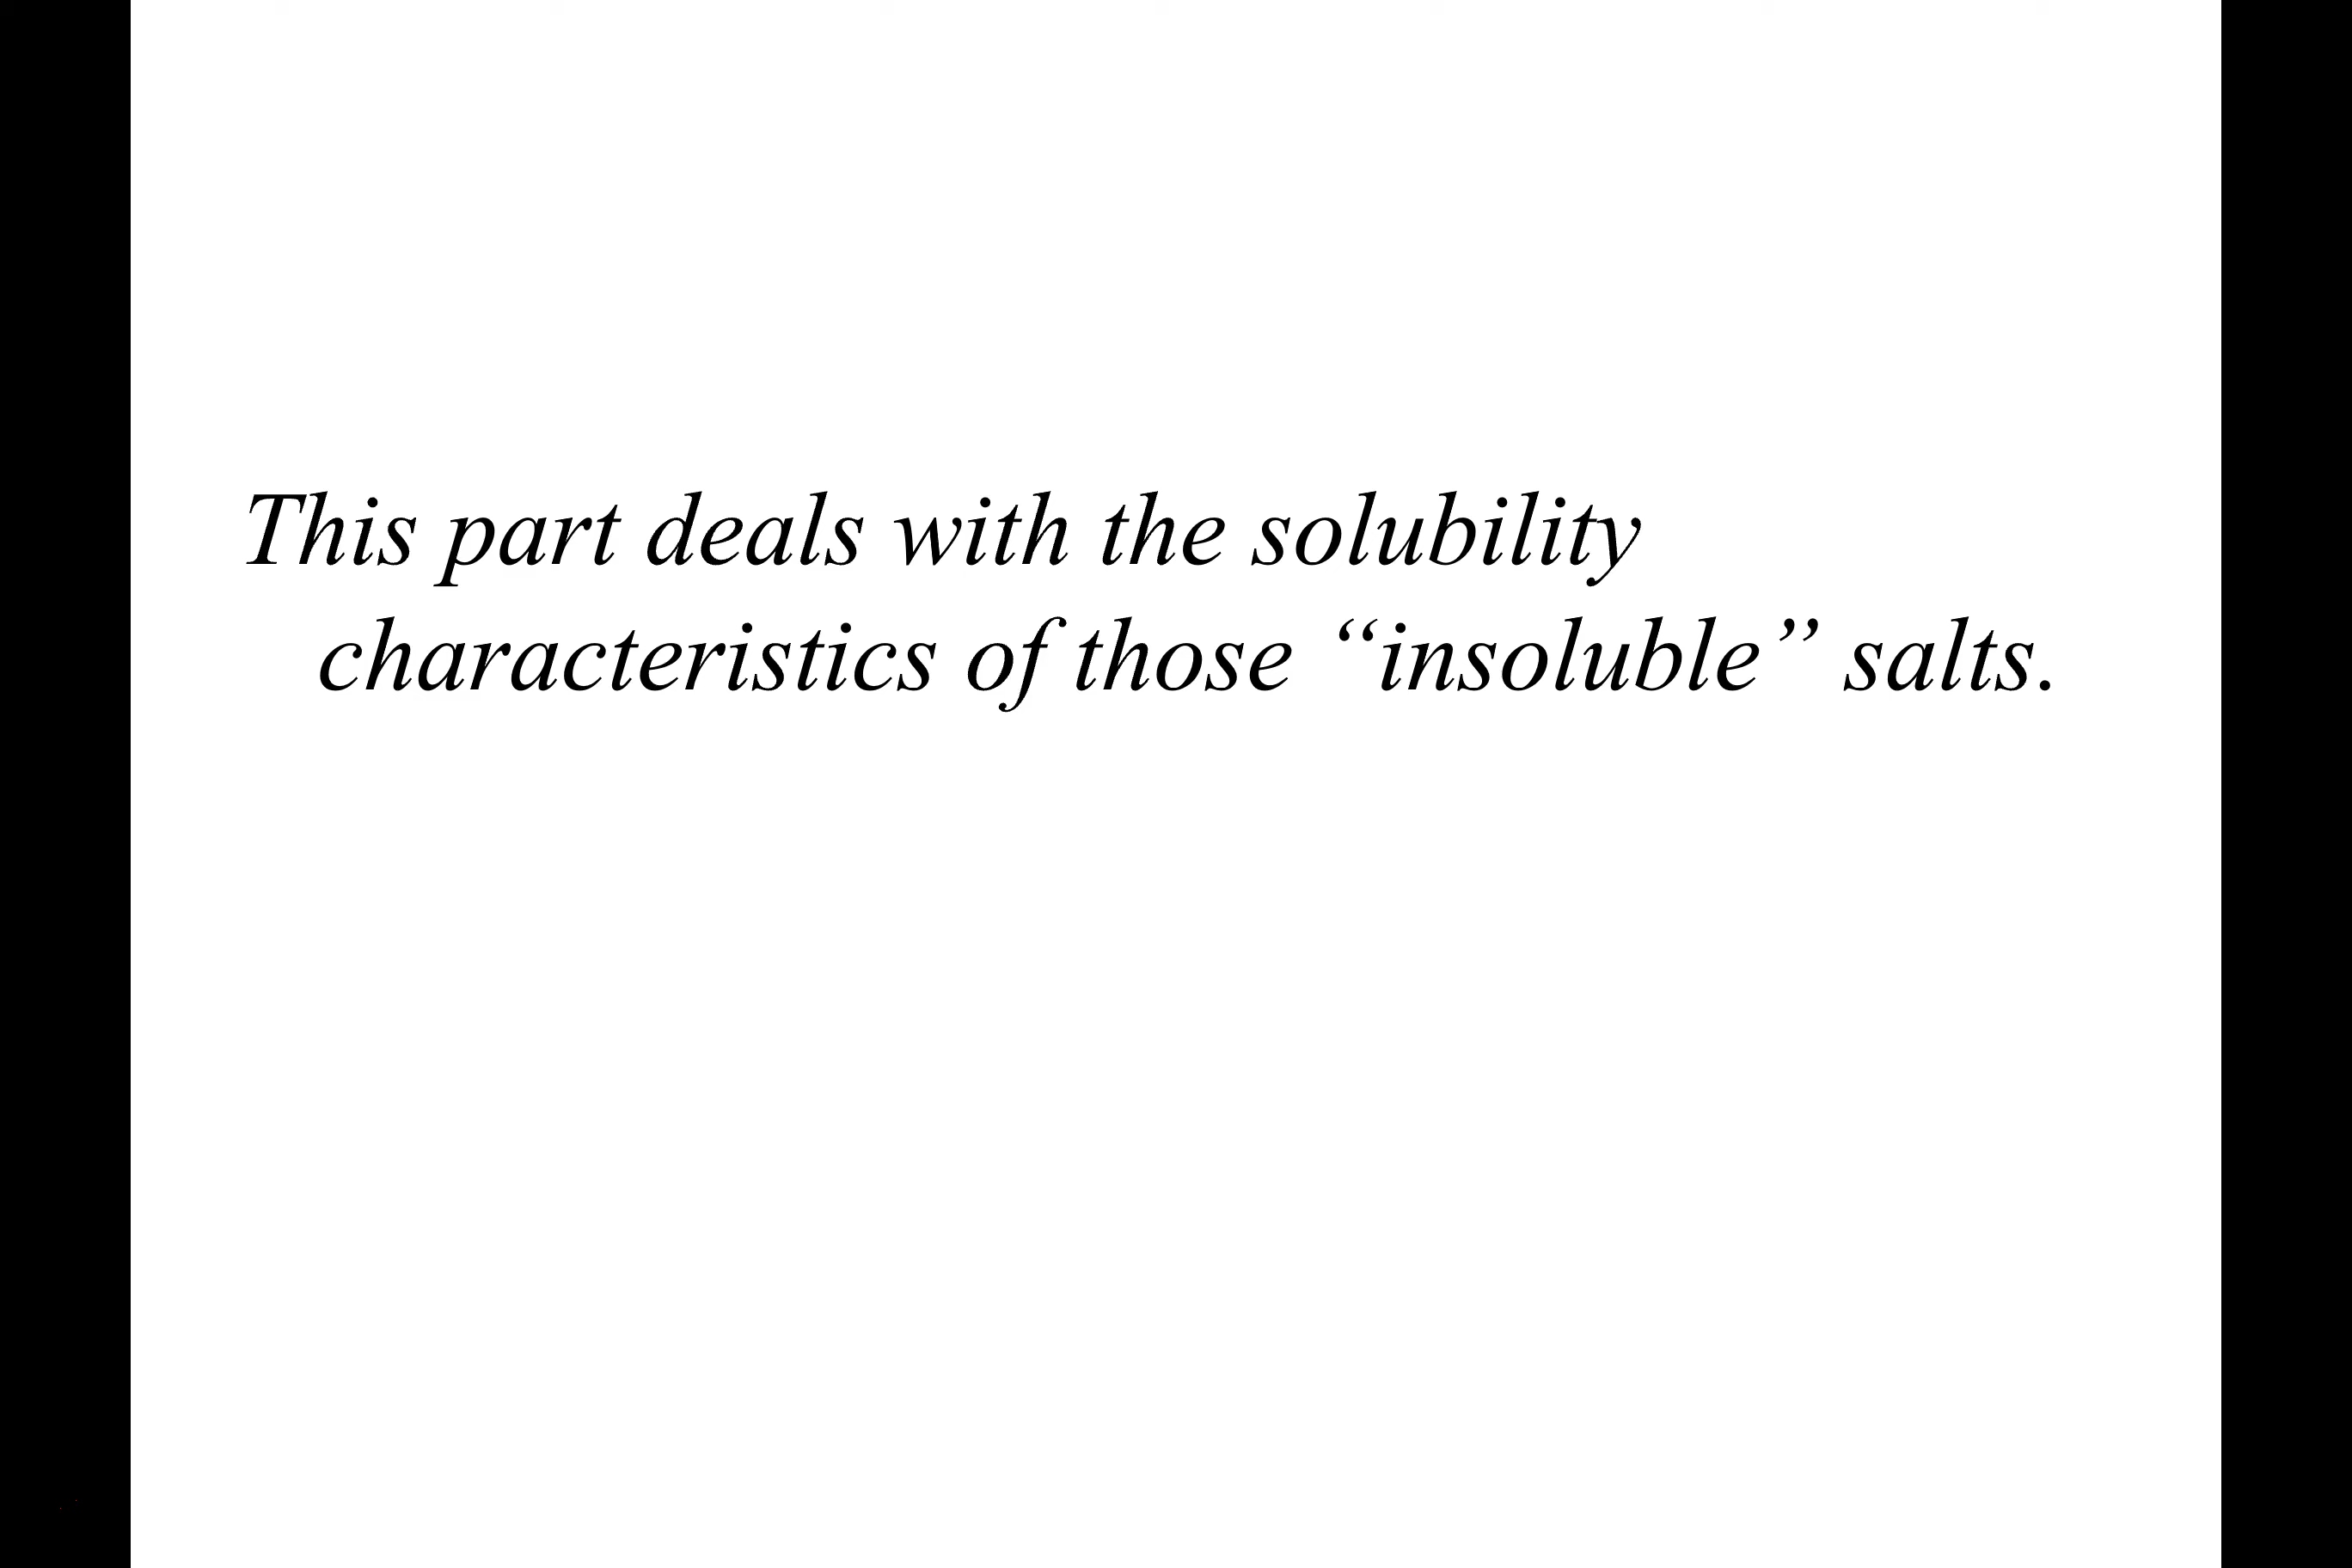 This part deals with the solubility
characteristics of those “insoluble” salts.